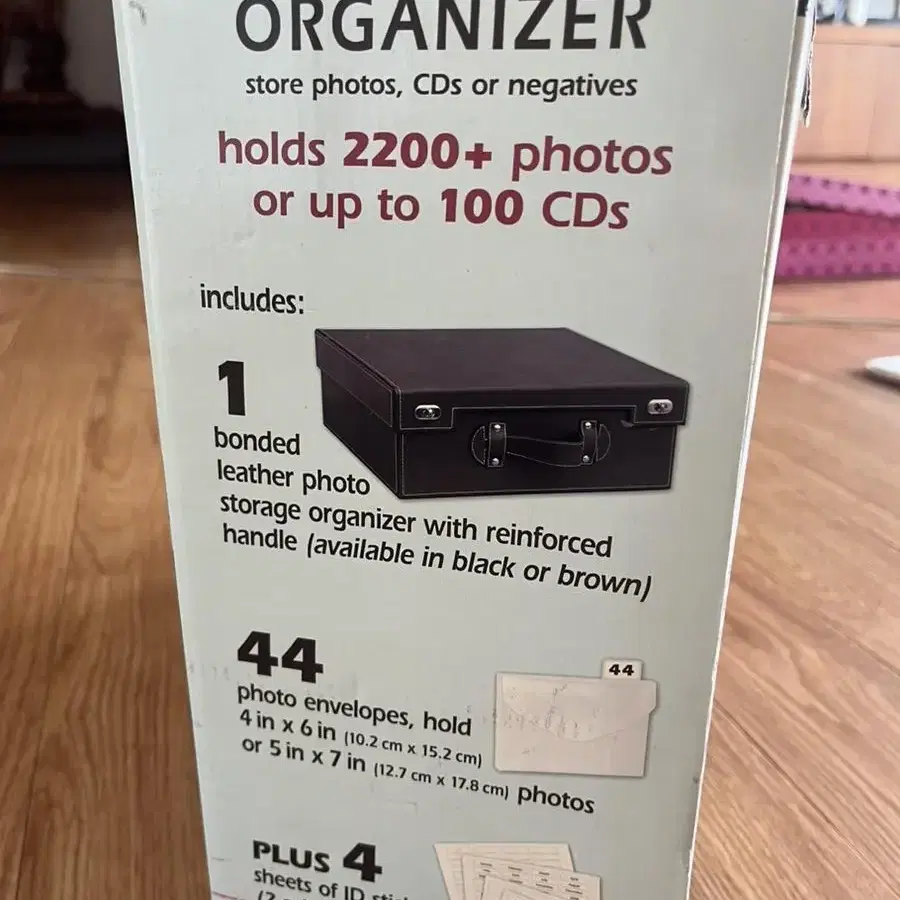 ORGANIZER
store photos, CDs or negatives
holds 2200+ photos
or up to 100 CDs
includes:
1
bonded
leather photo
storage organizer with reinforced
handle (available in black or brown)
44
photo envelopes, hold
4 in x 6 in (10.2 cm x 15.2 cm)
or 5 in x 7 in (12.7 cm x 17.8 cm) photos
44
PLUS 4
sheets of ID